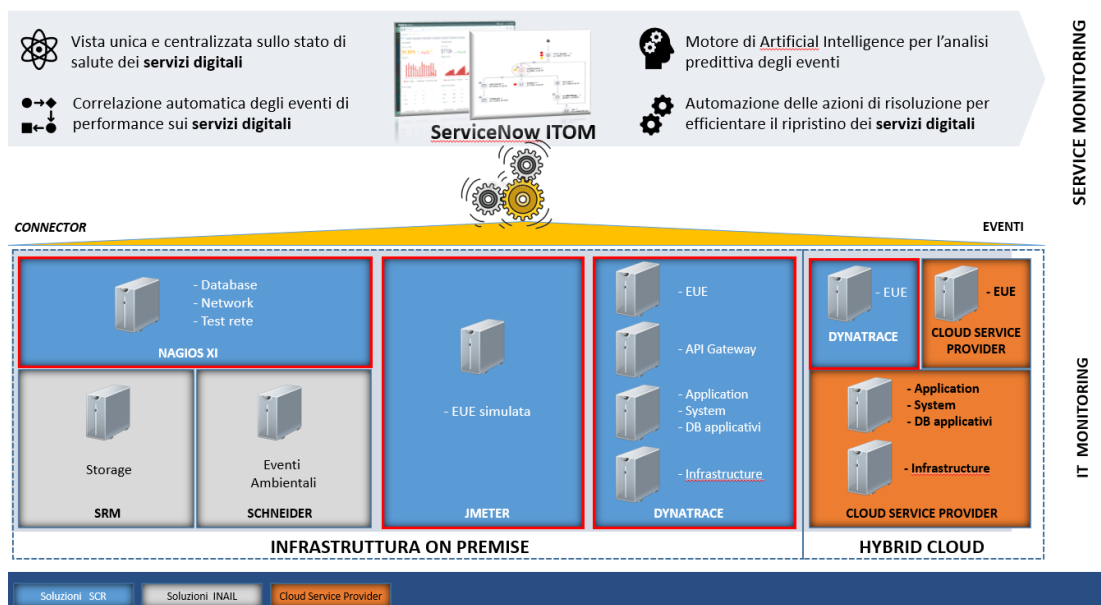 Vista unica e centralizzata sullo stato di
salute dei servizi digitali
Correlazione automatica degli eventi di
performance sui servizi digitali
ServiceNow ITOM
Motore di Artificial Intelligence per l'analisi
predittiva degli eventi
Automazione delle azioni di risoluzione per
efficientare il ripristino dei servizi digitali
SERVICE MONITORING
CONNECTOR
EVENTI
- Database
- Network
- Test rete
NAGIOS XI
Storage
SRM
Eventi
Ambientali
SCHNEIDER
- EUE simulata
JMETER
- EUE
- API Gateway
- Application
- System
- DB applicativi
- Infrastructure
DYNATRACE
- EUE
DYNATRACE
- EUE
CLOUD SERVICE
PROVIDER
- Application
- System
- DB applicativi
- Infrastructure
CLOUD SERVICE PROVIDER
IT MONITORING
INFRASTRUTTURA ON PREMISE
HYBRID CLOUD
Soluzioni SCR
Soluzioni INAIL
Cloud Service Provider